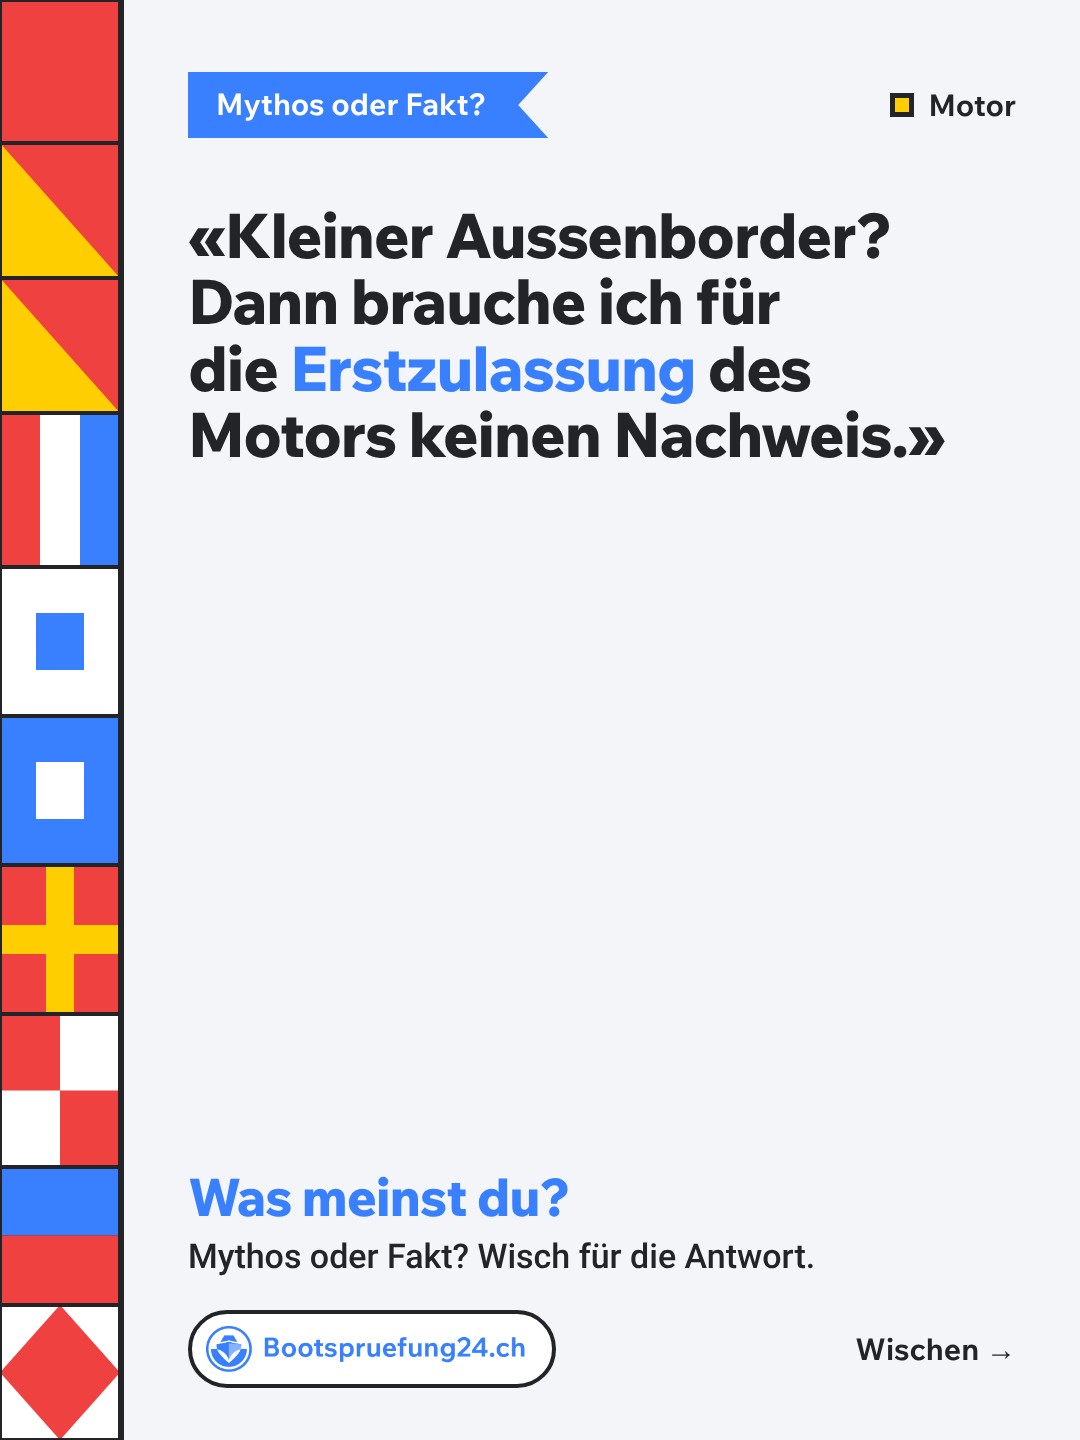 Mythos oder Fakt?
Motor
«Kleiner Aussenborder?
Dann brauche ich für
die Erstzulassung des
Motors keinen Nachweis.»
Was meinst du?
Mythos oder Fakt? Wisch für die Antwort.
Bootspruefung24.ch
Wischen →